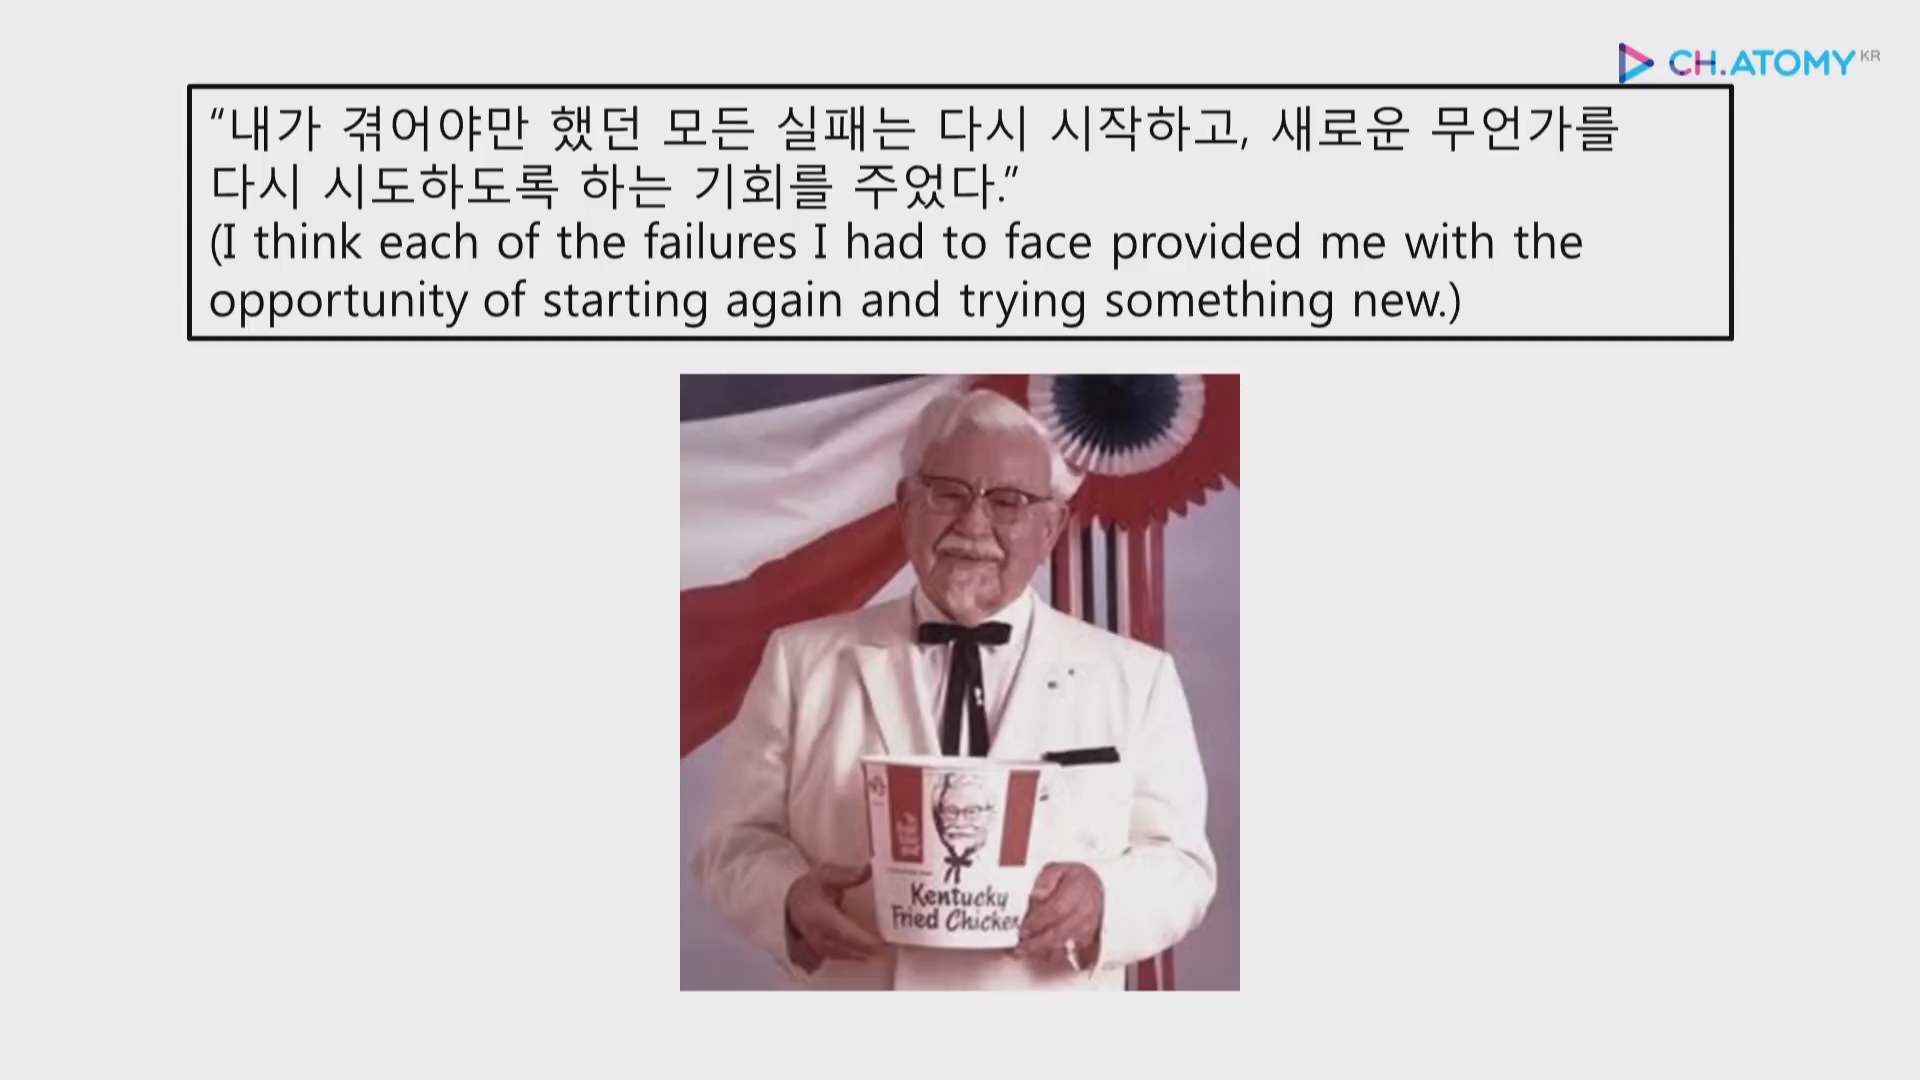 CH.ATOMY KR
“내가 겪어야만 했던 모든 실패는 다시 시작하고, 새로운 무언가를
다시 시도하도록 하는 기회를 주었다.”
(I think each of the failures I had to face provided me with the
opportunity of starting again and trying something new.)
Kentucky
Fried Chicken